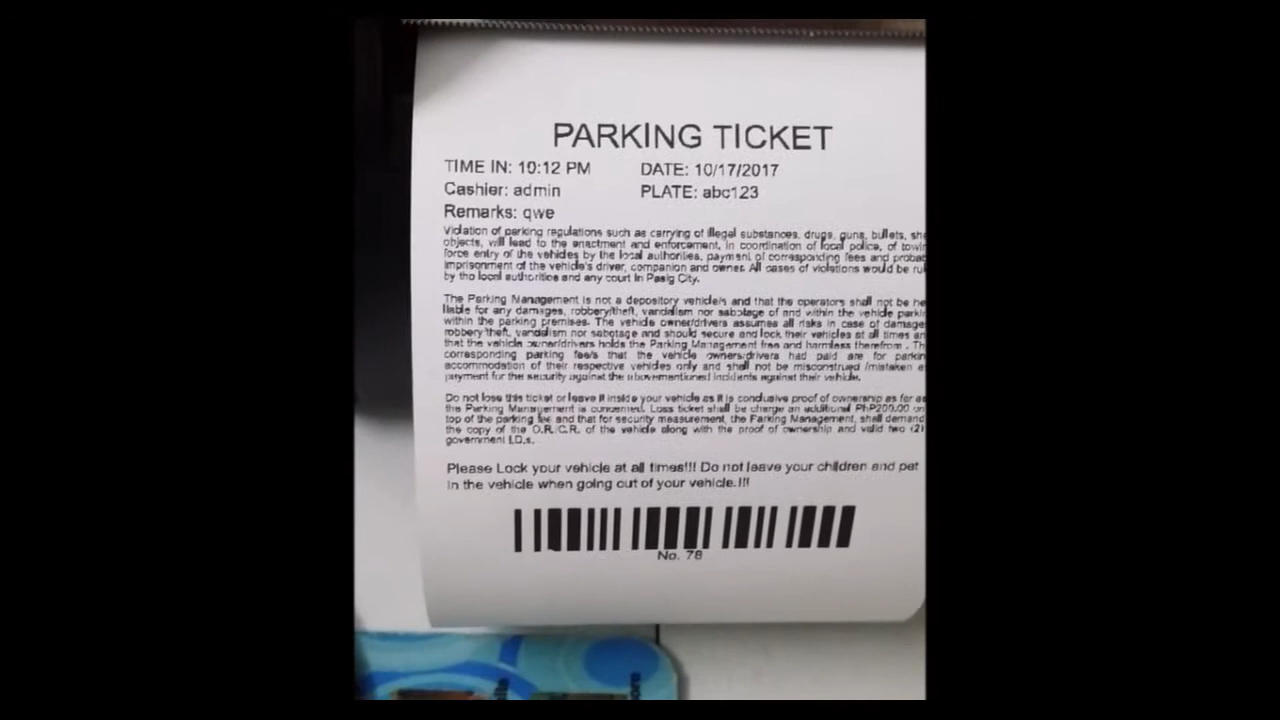 PARKING TICKET
TIME IN: 10:12 PM DATE: 10/17/2017
Cashier: admin PLATE: abc123
Remarks: qwe
Violation of parking regulations such as carrying of illegal substances, drugs, guns, bullets,
objects, will lead to the enactment and enforcement, in coordination of local police, of
force entry of the vehicles by the local authorities, payment of corresponding fees and
imprisonment of the vehicle's driver, companion and owner. All cases of violations would be
by the local authorities and any court in Pasig City.
The Parking Management is not a depository vehicle/s and that the operators shall not be
liable for any damages, robbery/theft, vandalism nor sabotage of and within the vehicle
within the parking premises. The vehicle owner/drivers assumes all risks in case of damage
robbery/theft, vandalism nor sabotage and should secure and lock their vehicles at all times
that the vehicle owner/drivers holds the Parking Management free and harmless therefrom . 
corresponding parking fee/s that the vehicle owners/drivers had paid are for
accommodation of their respective vehicles only and shall not be misconstrued /mistaken
payment for the security against the abovementioned incidents against their vehicle.
Do not lose this ticket or leave it inside your vehicle as it is conclusive proof of ownership as far as
the Parking Management is concerned. Loss ticket shall be charge an additional PhP200.00 on
top of the parking fee and that for security measurement, the Parking Management, shall demand
the copy of the O.R./C.R. of the vehicle along with the proof of ownership and valid two (2)
government I.D.s.
Please Lock your vehicle at all times!!! Do not leave your children and pet
in the vehicle when going out of your vehicle.!!!
No. 78